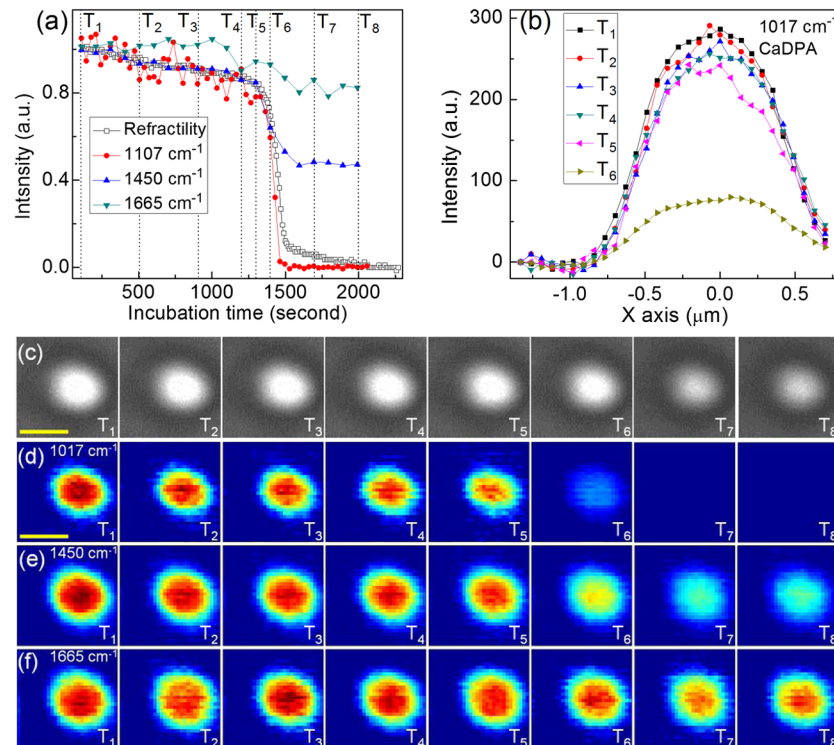 (a)
T1 T2 T3 T4 T5 T6 T7 T8
Intsnsity (a.u.)
0.8
0.4
0.0
Refractility
1107 cm-1
1450 cm-1
1665 cm-1
500 1000 1500 2000
Incubation time (second)
(b)
1017 cm-1
CaDPA
T1
T2
T3
T4
T5
T6
Intensity (a.u.)
300
250
200
150
100
50
0
-1.0 -0.5 0.0 0.5
X axis (μm)
(c)
T1 T2 T3 T4 T5 T6 T7 T8
(d) 1017 cm-1
T1 T2 T3 T4 T5 T6 T7 T8
(e) 1450 cm-1
T1 T2 T3 T4 T5 T6 T7 T8
(f) 1665 cm-1
T1 T2 T3 T4 T5 T6 T7 T8